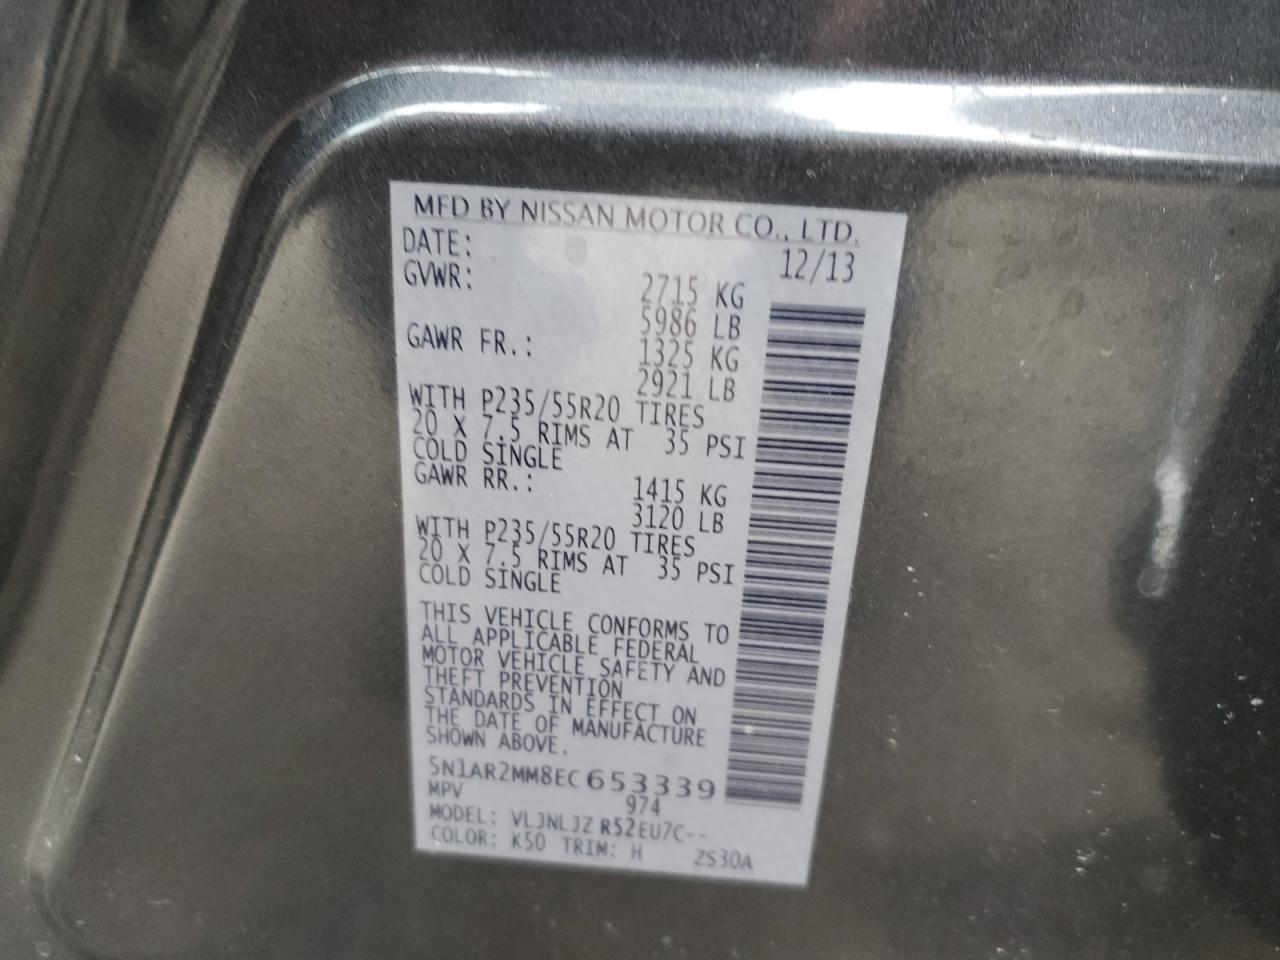 MFD BY NISSAN MOTOR CO., LTD.
DATE: 12/13
GVWR: 2715 KG
5986 LB
GAWR FR.: 1325 KG
2921 LB
WITH P235/55R20 TIRES
20 X 7.5 RIMS AT 35 PSI
COLD SINGLE
GAWR RR.: 1415 KG
3120 LB
WITH P235/55R20 TIRES
20 X 7.5 RIMS AT 35 PSI
COLD SINGLE
THIS VEHICLE CONFORMS TO
ALL APPLICABLE FEDERAL
MOTOR VEHICLE SAFETY AND
THEFT PREVENTION
STANDARDS IN EFFECT ON
THE DATE OF MANUFACTURE
SHOWN ABOVE.
5N1AR2MM8EC653339
MPV 974
MODEL: VLJNLJZ R52EU7C--
COLOR: K50 TRIM: H ZS30A